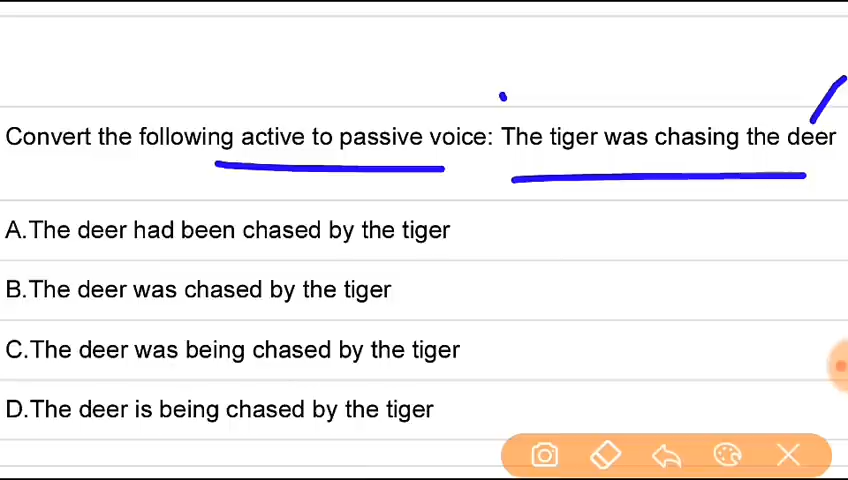 Convert the following active to passive voice: The tiger was chasing the deer
A.The deer had been chased by the tiger
B.The deer was chased by the tiger
C.The deer was being chased by the tiger
D.The deer is being chased by the tiger